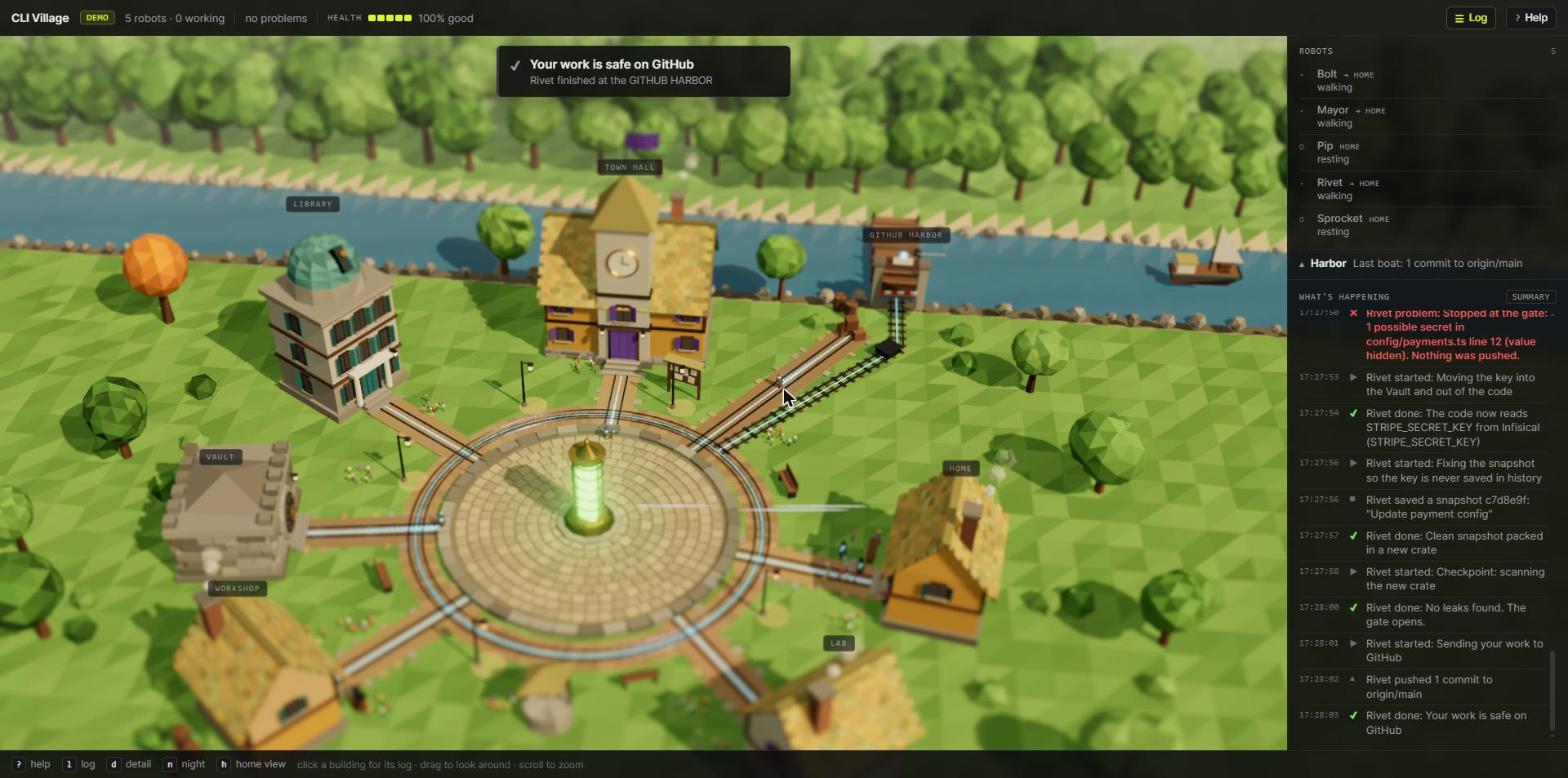 CLI Village DEMO 5 robots · 0 working no problems HEALTH 100% good
Log ? Help
Your work is safe on GitHub
Rivet finished at the GITHUB HARBOR
TOWN HALL
LIBRARY
GITHUB HARBOR
VAULT
HOME
WORKSHOP
LAB
ROBOTS 5
Bolt → HOME
walking
Mayor → HOME
walking
Pip HOME
resting
Rivet → HOME
walking
Sprocket HOME
resting
Harbor Last boat: 1 commit to origin/main
WHAT'S HAPPENING SUMMARY
17:27:50 Rivet problem: Stopped at the gate:
1 possible secret in
config/payments.ts line 12 (value
hidden). Nothing was pushed.
17:27:53 Rivet started: Moving the key into
the Vault and out of the code
17:27:54 Rivet done: The code now reads
STRIPE_SECRET_KEY from Infisical
(STRIPE_SECRET_KEY)
17:27:56 Rivet started: Fixing the snapshot
so the key is never saved in history
17:27:56 Rivet saved a snapshot c7d8e9f:
"Update payment config"
17:27:57 Rivet done: Clean snapshot packed
in a new crate
17:27:58 Rivet started: Checkpoint: scanning
the new crate
17:28:00 Rivet done: No leaks found. The
gate opens.
17:28:01 Rivet started: Sending your work to
GitHub
17:28:02 Rivet pushed 1 commit to
origin/main
17:28:03 Rivet done: Your work is safe on
GitHub
? help l log d detail n night h home view click a building for its log · drag to look around · scroll to zoom